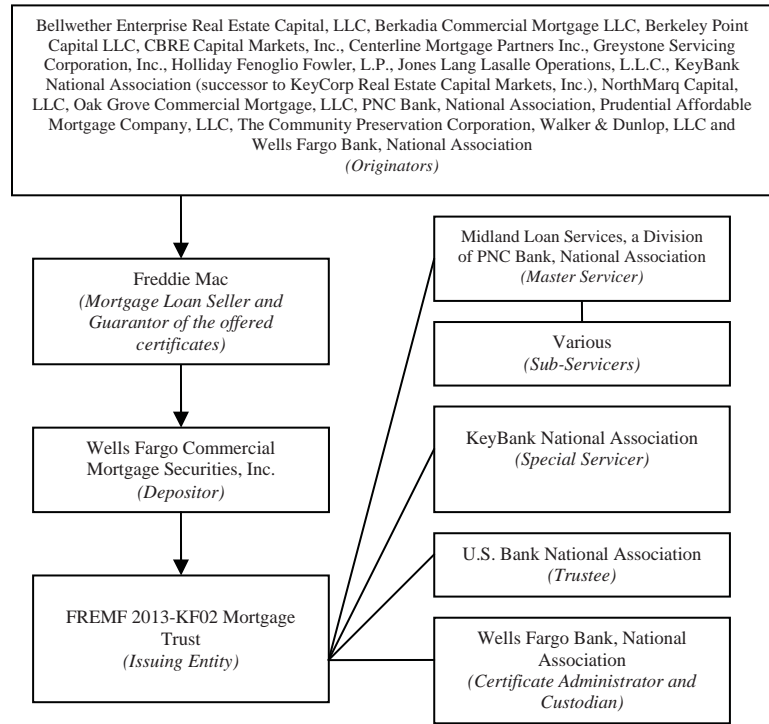 Bellwether Enterprise Real Estate Capital, LLC, Berkadia Commercial Mortgage LLC, Berkeley Point
Capital LLC, CBRE Capital Markets, Inc., Centerline Mortgage Partners Inc., Greystone Servicing
Corporation, Inc., Holliday Fenoglio Fowler, L.P., Jones Lang Lasalle Operations, L.L.C., KeyBank
National Association (successor to KeyCorp Real Estate Capital Markets, Inc.), NorthMarq Capital,
LLC, Oak Grove Commercial Mortgage, LLC, PNC Bank, National Association, Prudential Affordable
Mortgage Company, LLC, The Community Preservation Corporation, Walker & Dunlop, LLC and
Wells Fargo Bank, National Association
(Originators)
Freddie Mac
(Mortgage Loan Seller and
Guarantor of the offered
certificates)
Wells Fargo Commercial
Mortgage Securities, Inc.
(Depositor)
FREMF 2013-KF02 Mortgage
Trust
(Issuing Entity)
Midland Loan Services, a Division
of PNC Bank, National Association
(Master Servicer)
Various
(Sub-Servicers)
KeyBank National Association
(Special Servicer)
U.S. Bank National Association
(Trustee)
Wells Fargo Bank, National
Association
(Certificate Administrator and
Custodian)